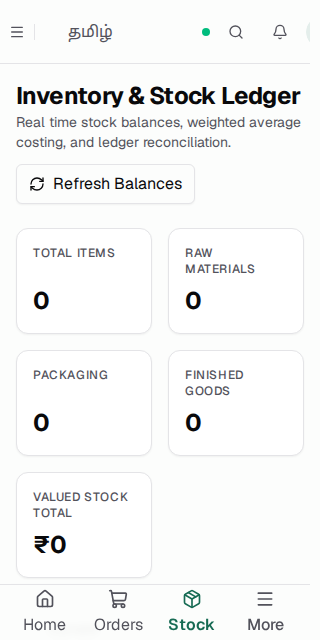 தமிழ்
Inventory & Stock Ledger
Real time stock balances, weighted average
costing, and ledger reconciliation.
Refresh Balances
TOTAL ITEMS
0
RAW
MATERIALS
0
PACKAGING
0
FINISHED
GOODS
0
VALUED STOCK
TOTAL
₹0
Home
Orders
Stock
More